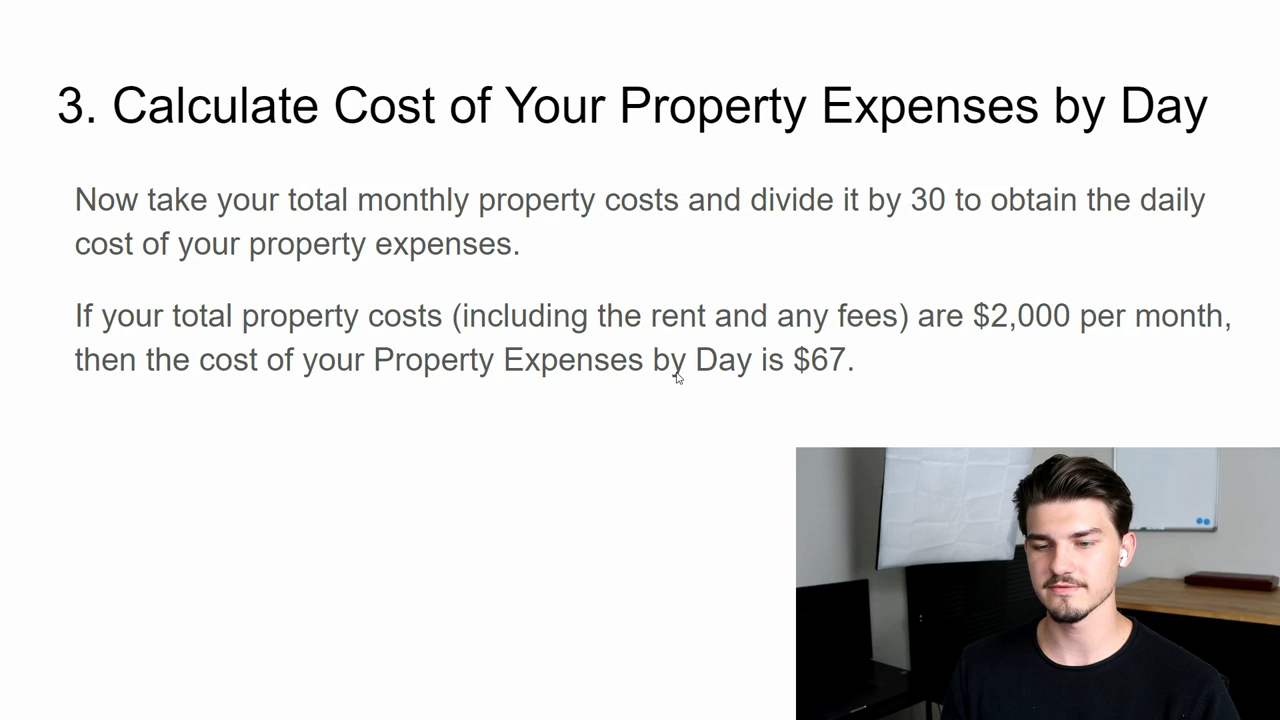 3. Calculate Cost of Your Property Expenses by Day
Now take your total monthly property costs and divide it by 30 to obtain the daily
cost of your property expenses.
If your total property costs (including the rent and any fees) are $2,000 per month,
then the cost of your Property Expenses by Day is $67.